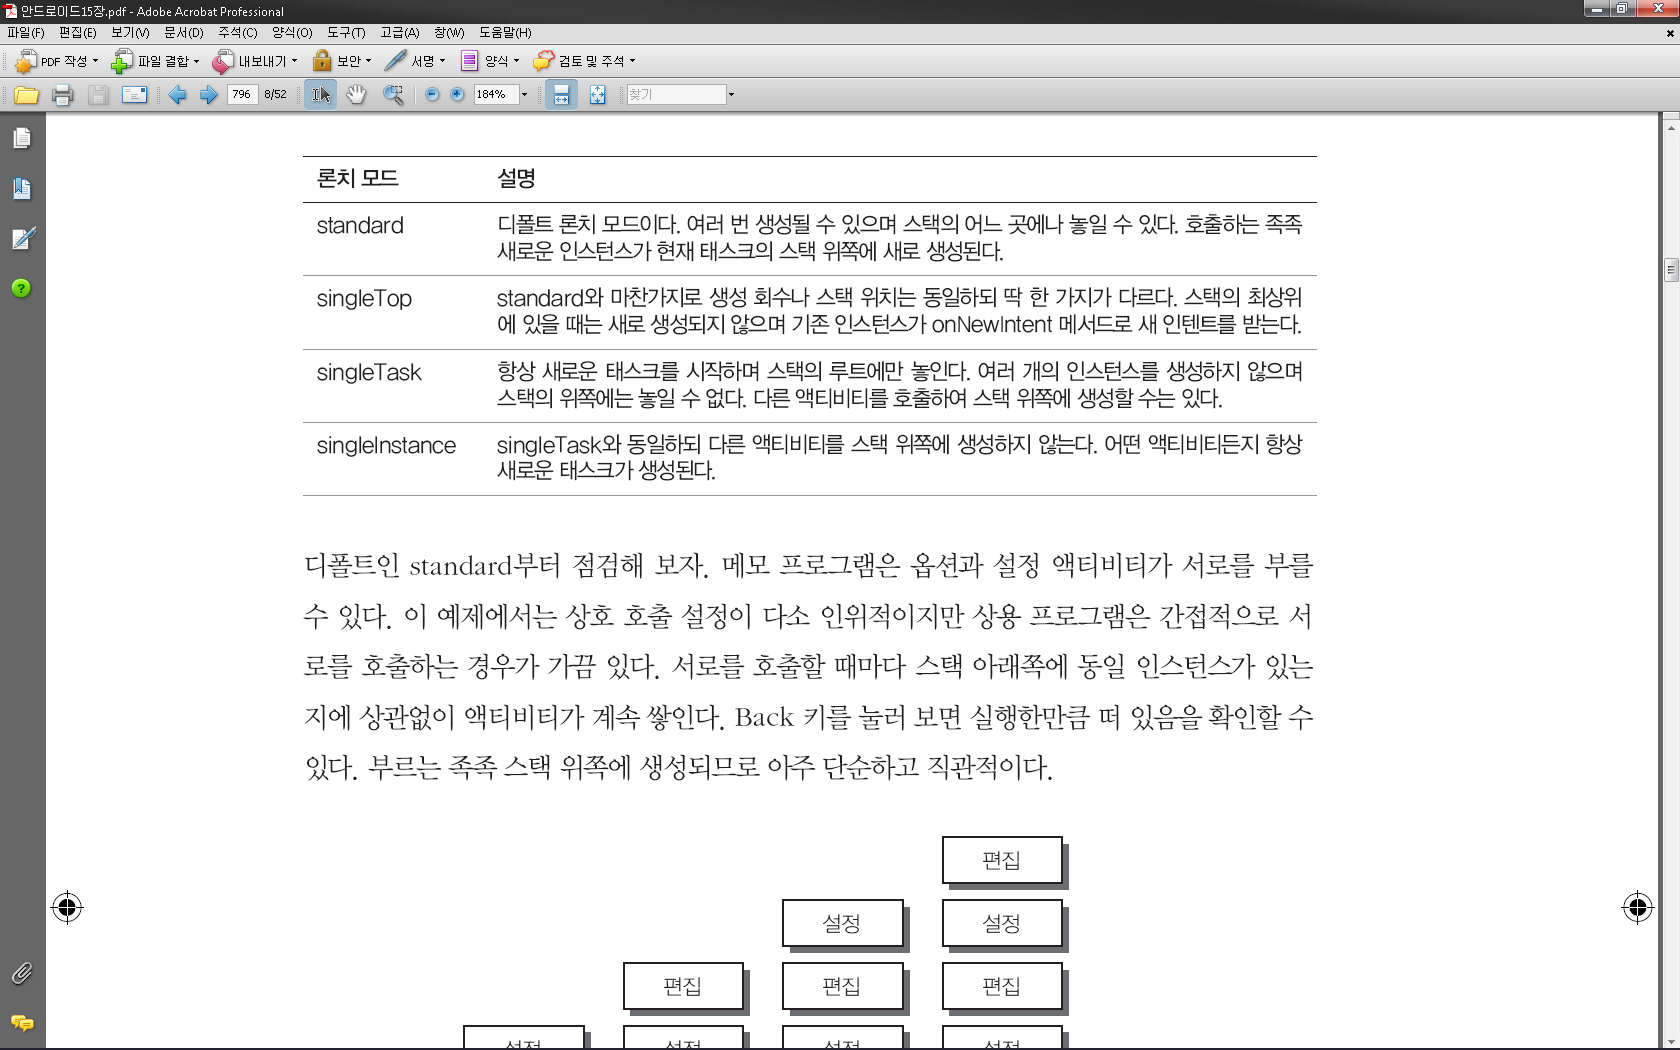 안드로이드15장.pdf - Adobe Acrobat Professional
파일(F) 편집(E) 보기(V) 문서(D) 주석(C) 양식(O) 도구(T) 고급(A) 창(W) 도움말(H)
PDF 작성 파일 결합 내보내기 보안 서명 양식 검토 및 주석
796 8/52 184% 찾기
론치 모드 설명
standard 디폴트 론치 모드이다. 여러 번 생성될 수 있으며 스택의 어느 곳에나 놓일 수 있다. 호출하는 족족
새로운 인스턴스가 현재 태스크의 스택 위쪽에 새로 생성된다.
singleTop standard와 마찬가지로 생성 회수나 스택 위치는 동일하되 딱 한 가지가 다르다. 스택의 최상위
에 있을 때는 새로 생성되지 않으며 기존 인스턴스가 onNewIntent 메서드로 새 인텐트를 받는다.
singleTask 항상 새로운 태스크를 시작하며 스택의 루트에만 놓인다. 여러 개의 인스턴스를 생성하지 않으며
스택의 위쪽에는 놓일 수 없다. 다른 액티비티를 호출하여 스택 위쪽에 생성할 수는 있다.
singleInstance singleTask와 동일하되 다른 액티비티를 스택 위쪽에 생성하지 않는다. 어떤 액티비티든지 항상
새로운 태스크가 생성된다.
디폴트인 standard부터 점검해 보자. 메모 프로그램은 옵션과 설정 액티비티가 서로를 부를
수 있다. 이 예제에서는 상호 호출 설정이 다소 인위적이지만 상용 프로그램은 간접적으로 서
로를 호출하는 경우가 가끔 있다. 서로를 호출할 때마다 스택 아래쪽에 동일 인스턴스가 있는
지에 상관없이 액티비티가 계속 쌓인다. Back 키를 눌러 보면 실행한만큼 떠 있음을 확인할 수
있다. 부르는 족족 스택 위쪽에 생성되므로 아주 단순하고 직관적이다.
편집
설정 설정
편집 편집 편집
설정 설정 설정 설정